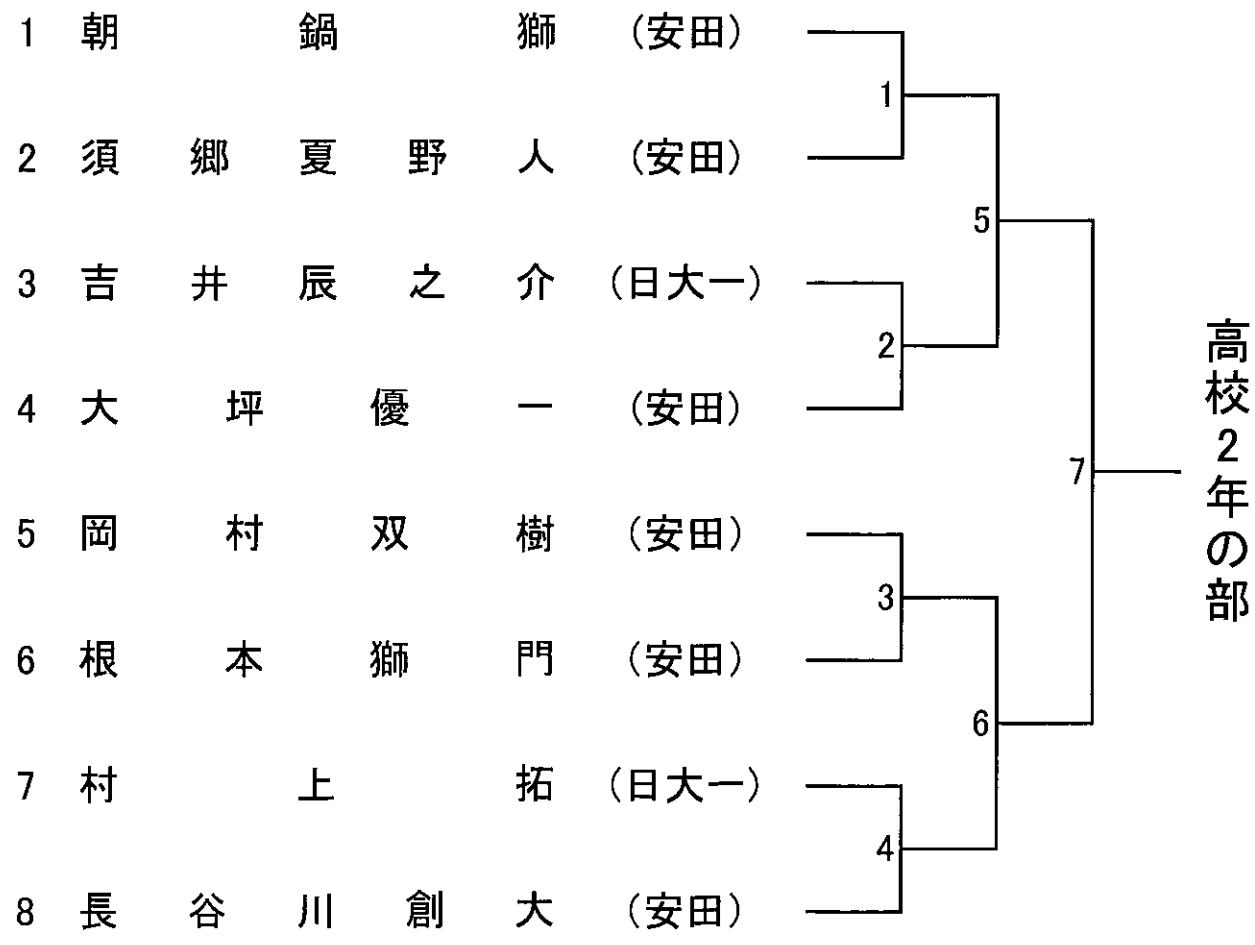 1 朝鍋獅 (安田)
2 須郷夏野人 (安田)
3 吉井辰之介 (日大一)
4 大坪優一 (安田)
5 岡村双樹 (安田)
6 根本獅門 (安田)
7 村上拓 (日大一)
8 長谷川創大 (安田)
1
2
3
4
5
6
7
高校2年の部